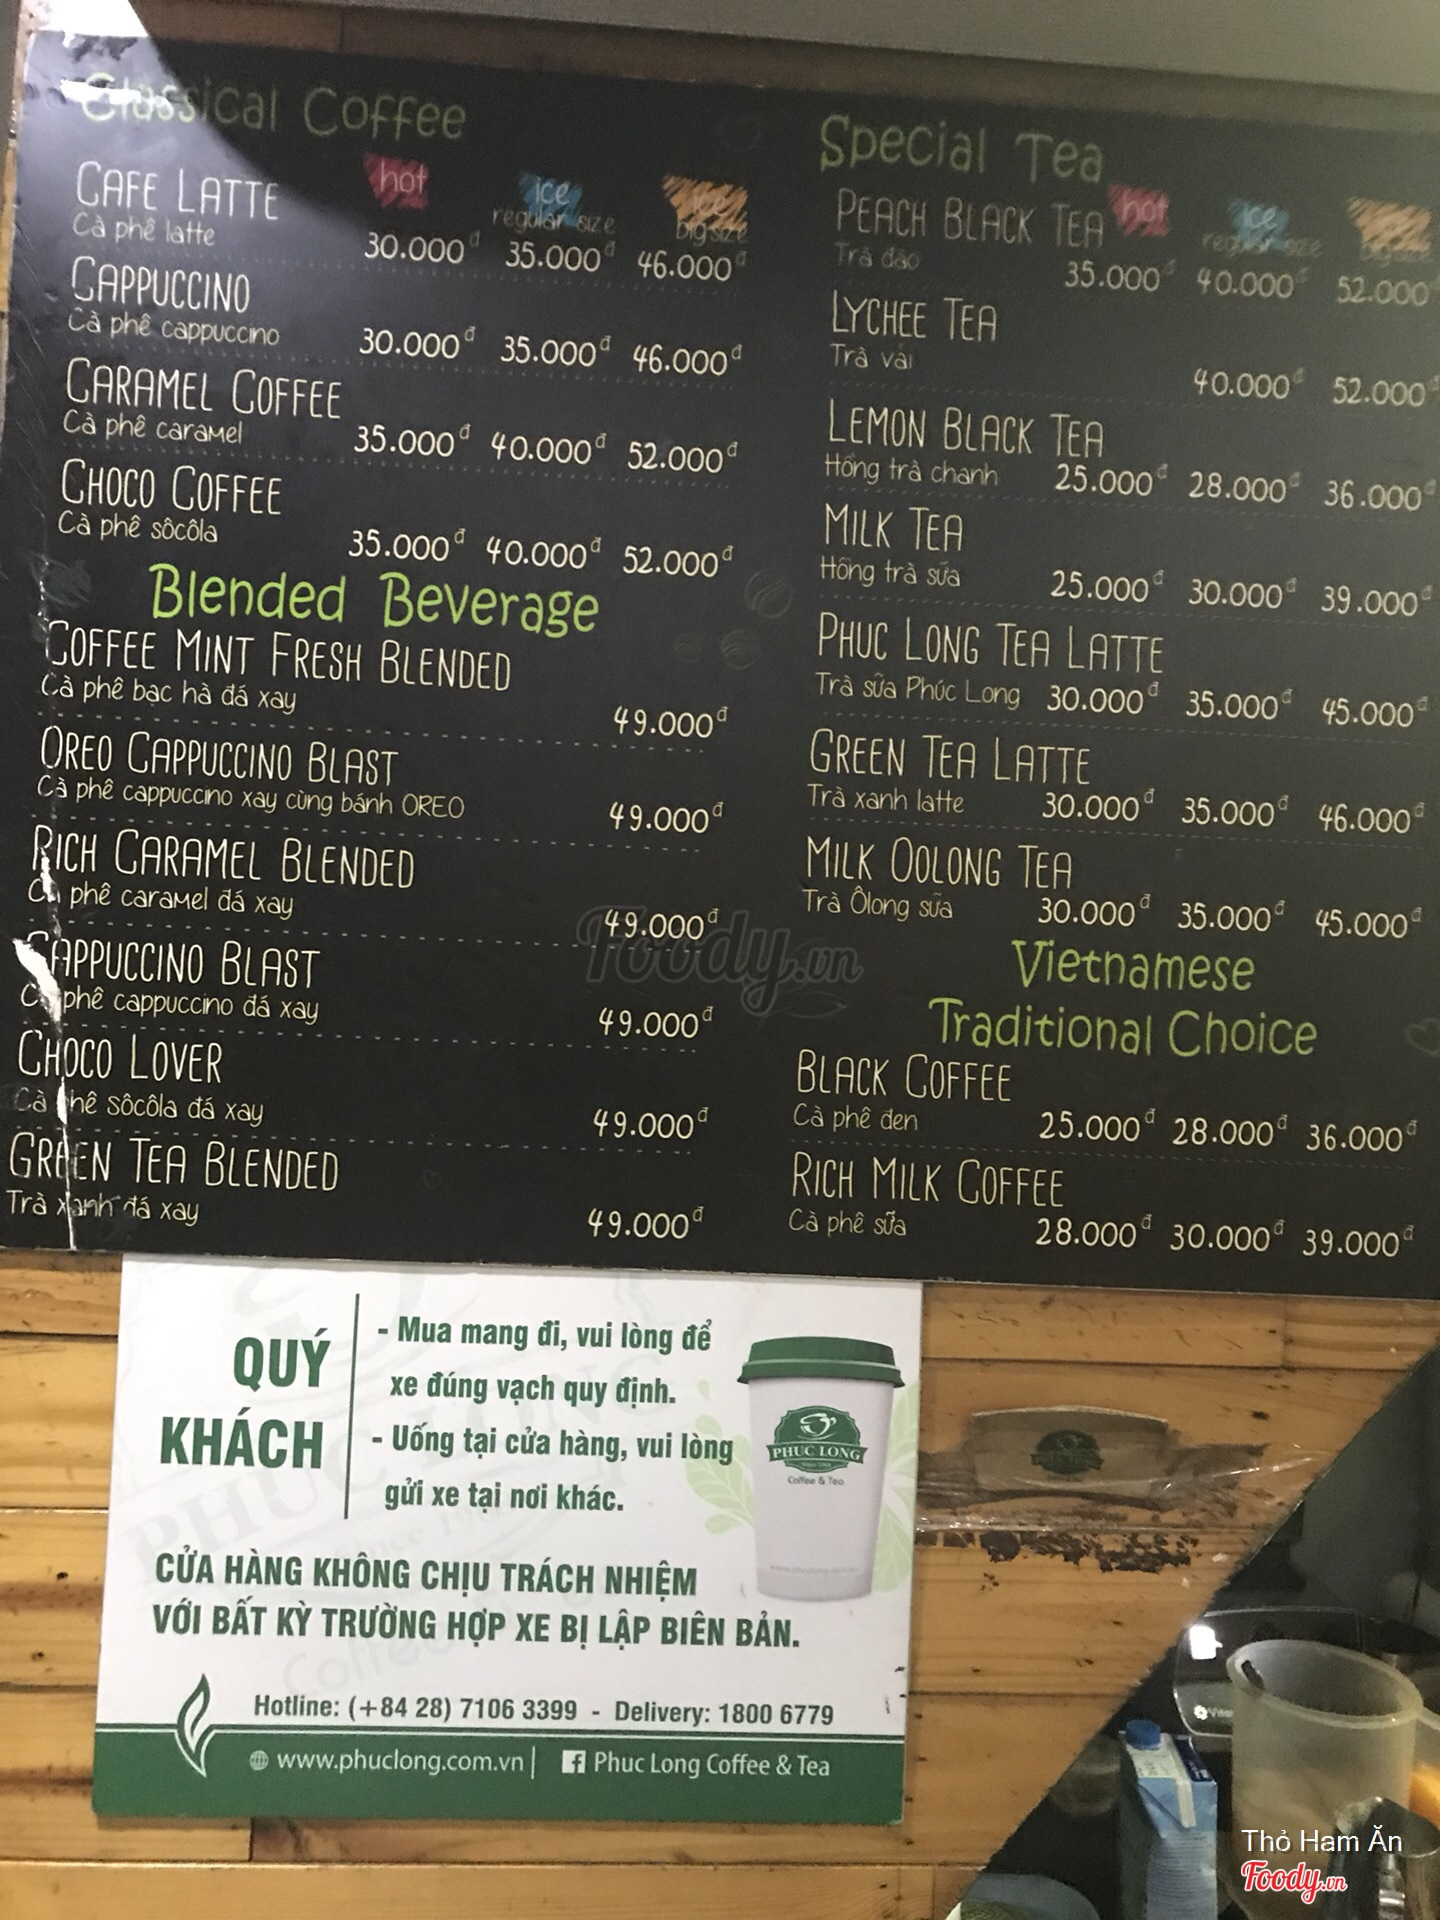 Classical Coffee
hot ice ice
regular size big size
CAFE LATTE
Cà phê latte 30.000đ 35.000đ 46.000đ
CAPPUCCINO
Cà phê cappuccino 30.000đ 35.000đ 46.000đ
CARAMEL COFFEE
Cà phê caramel 35.000đ 40.000đ 52.000đ
CHOCO COFFEE
Cà phê sôcôla 35.000đ 40.000đ 52.000đ
Blended Beverage
COFFEE MINT FRESH BLENDED
Cà phê bạc hà đá xay 49.000đ
OREO CAPPUCCINO BLAST
Cà phê cappuccino xay cùng bánh OREO 49.000đ
RICH CARAMEL BLENDED
Cà phê caramel đá xay 49.000đ
CAPPUCCINO BLAST
Cà phê cappuccino đá xay 49.000đ
CHOCO LOVER
Cà phê sôcôla đá xay 49.000đ
GREEN TEA BLENDED
Trà xanh đá xay 49.000đ
Special Tea
hot ice ice
regular size big size
PEACH BLACK TEA
Trà đào 35.000đ 40.000đ 52.000đ
LYCHEE TEA
Trà vải 40.000đ 52.000đ
LEMON BLACK TEA
Hồng trà chanh 25.000đ 28.000đ 36.000đ
MILK TEA
Hồng trà sữa 25.000đ 30.000đ 39.000đ
PHUC LONG TEA LATTE
Trà sữa Phúc Long 30.000đ 35.000đ 45.000đ
GREEN TEA LATTE
Trà xanh latte 30.000đ 35.000đ 46.000đ
MILK OOLONG TEA
Trà Ôlong sữa 30.000đ 35.000đ 45.000đ
Vietnamese
Traditional Choice
BLACK COFFEE
Cà phê đen 25.000đ 28.000đ 36.000đ
RICH MILK COFFEE
Cà phê sữa 28.000đ 30.000đ 39.000đ
Foody.vn
QUÝ
KHÁCH
- Mua mang đi, vui lòng để
xe đúng vạch quy định.
- Uống tại cửa hàng, vui lòng
gửi xe tại nơi khác.
PHUC LONG
Coffee & Tea
CỬA HÀNG KHÔNG CHỊU TRÁCH NHIỆM
VỚI BẤT KỲ TRƯỜNG HỢP XE BỊ LẬP BIÊN BẢN.
Hotline: (+84 28) 7106 3399 - Delivery: 1800 6779
www.phuclong.com.vn | Phuc Long Coffee & Tea
Thỏ Ham Ăn
Foody.vn